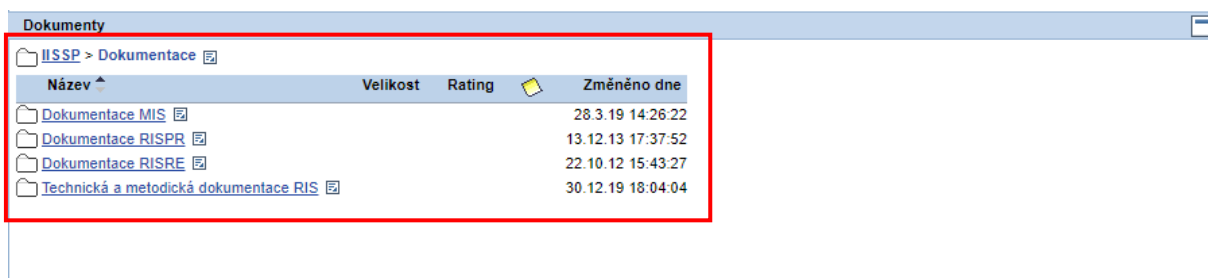 Dokumenty
IISSP > Dokumentace
Název Velikost Rating Změněno dne
Dokumentace MIS 28.3.19 14:26:22
Dokumentace RISPR 13.12.13 17:37:52
Dokumentace RISRE 22.10.12 15:43:27
Technická a metodická dokumentace RIS 30.12.19 18:04:04